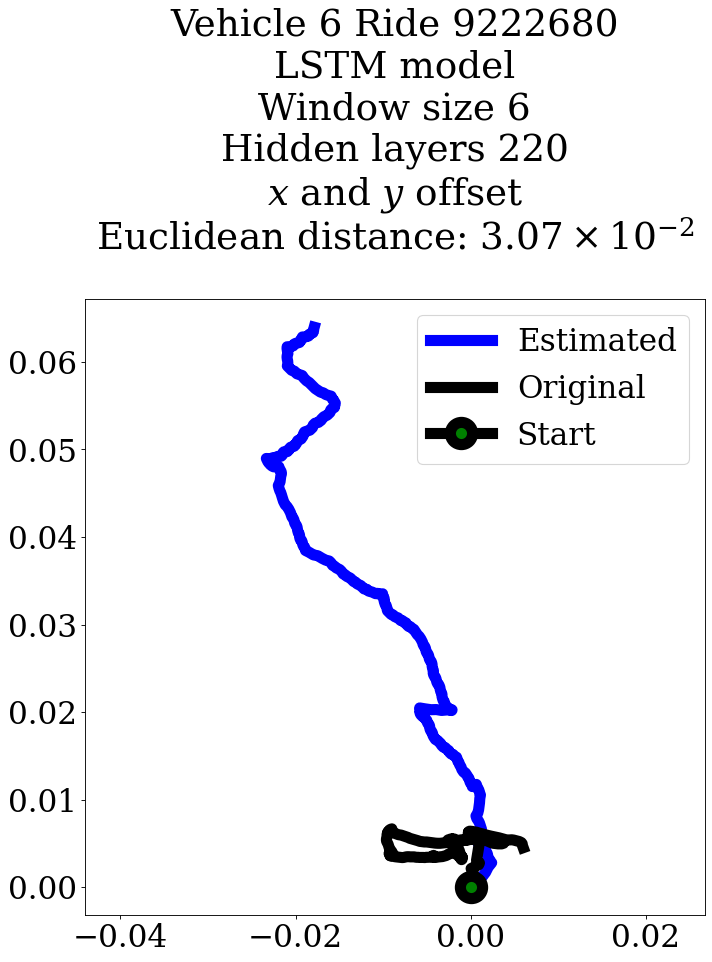 Vehicle 6 Ride 9222680
LSTM model
Window size 6
Hidden layers 220
x and y offset
Euclidean distance: 3.07 × 10⁻²
Estimated
Original
Start
0.06
0.05
0.04
0.03
0.02
0.01
0.00
−0.04 −0.02 0.00 0.02